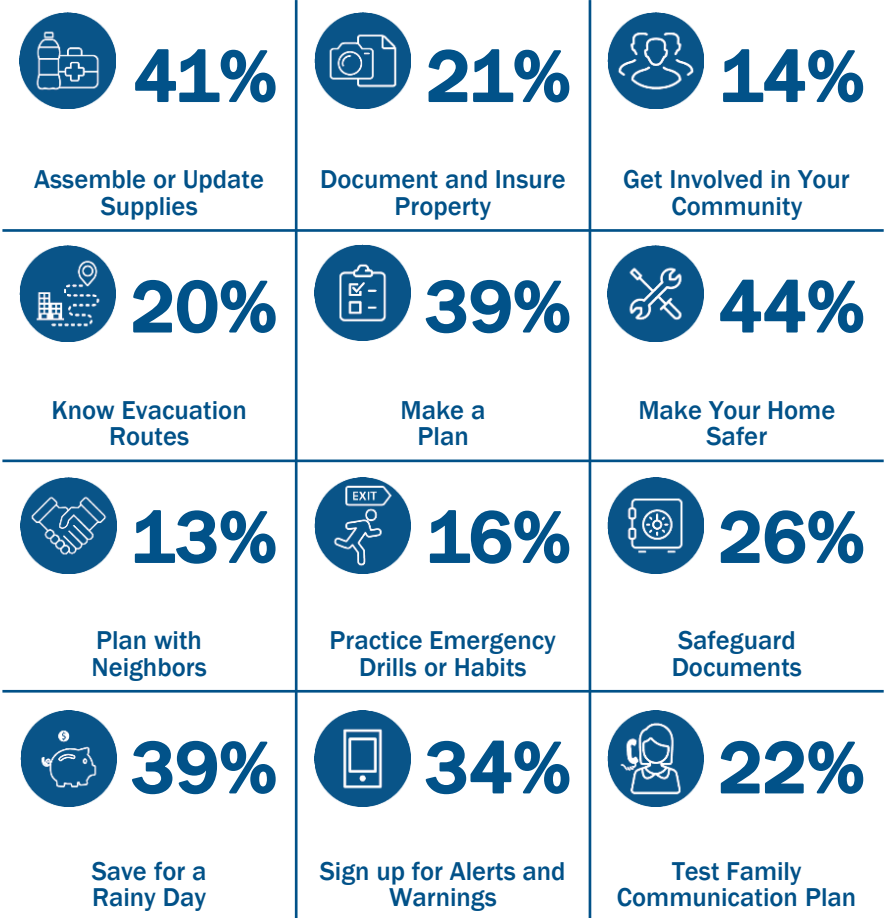 41%
Assemble or Update
Supplies
21%
Document and Insure
Property
14%
Get Involved in Your
Community
20%
Know Evacuation
Routes
39%
Make a
Plan
44%
Make Your Home
Safer
13%
Plan with
Neighbors
EXIT
16%
Practice Emergency
Drills or Habits
26%
Safeguard
Documents
$
39%
Save for a
Rainy Day
34%
Sign up for Alerts and
Warnings
22%
Test Family
Communication Plan